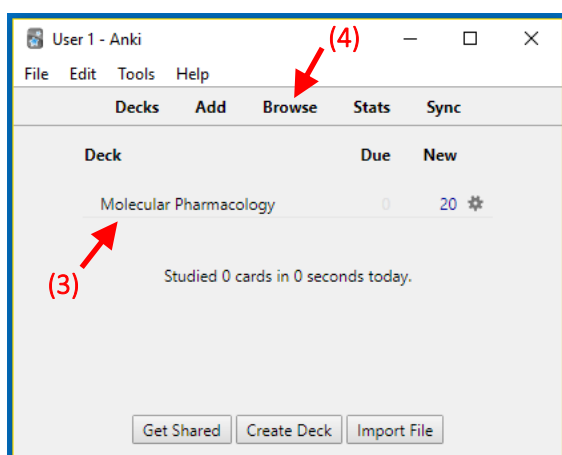 User 1 - Anki
(4)
File Edit Tools Help
Decks Add Browse Stats Sync
Deck Due New
Molecular Pharmacology 0 20
(3)
Studied 0 cards in 0 seconds today.
Get Shared Create Deck Import File